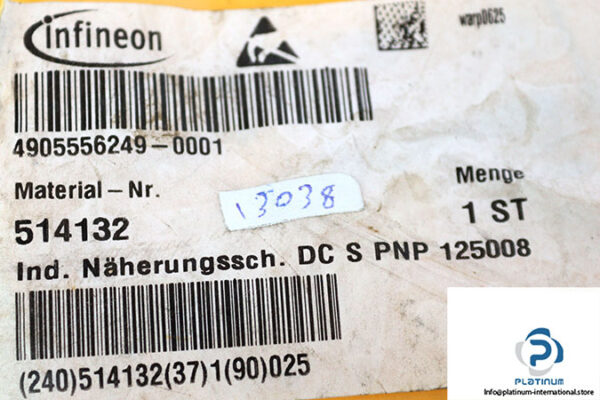 infineon
warp0625
4905556249-0001
Material-Nr.
Menge
13038
514132
1 ST
Ind. Näherungssch. DC S PNP 125008
(240)514132(37)1(90)025
PLATINUM
Info@platinum-international.store